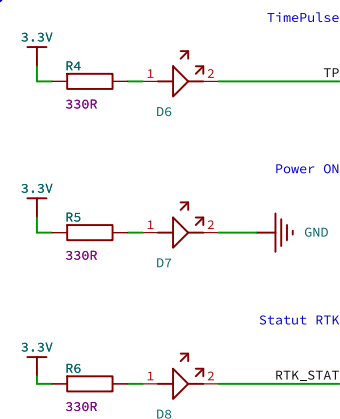 TimePulse
3.3V
R4
330R
1
2
D6
TP
Power ON
3.3V
R5
330R
1
2
D7
GND
Statut RTK
3.3V
R6
330R
1
2
D8
RTK_STAT